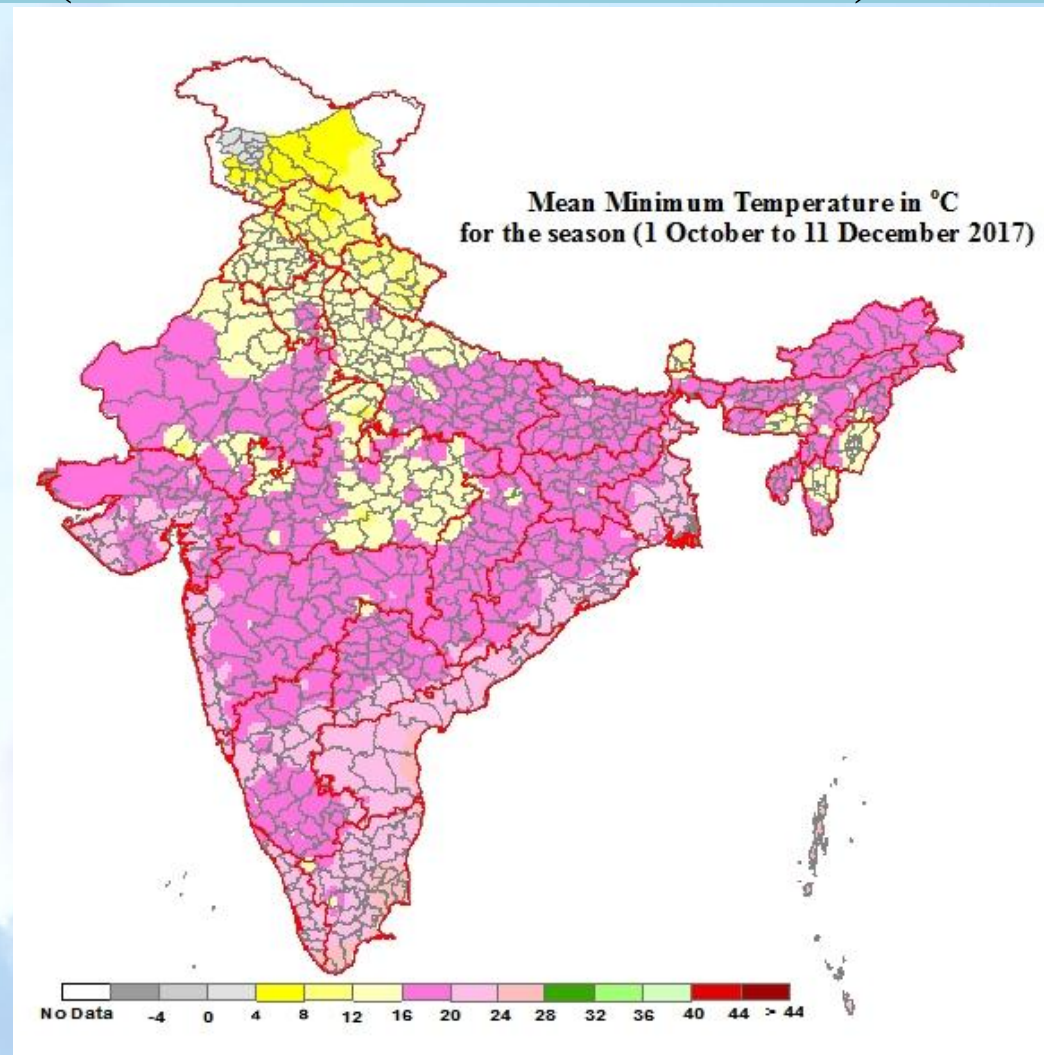 Mean Minimum Temperature in °C
for the season (1 October to 11 December 2017)
No Data -4 0 4 8 12 16 20 24 28 32 36 40 44 > 44